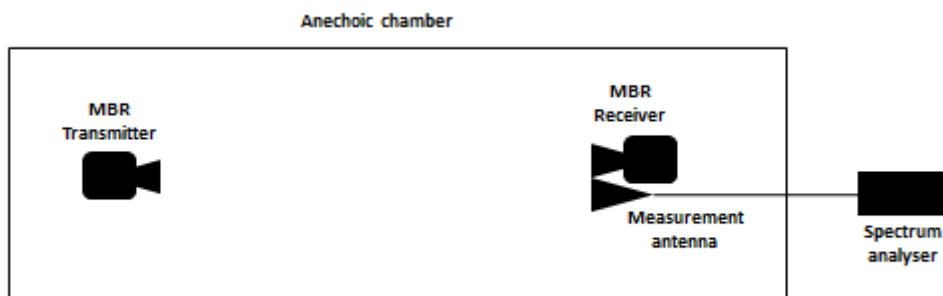 Anechoic chamber
MBR
Transmitter
MBR
Receiver
Measurement
antenna
Spectrum
analyser